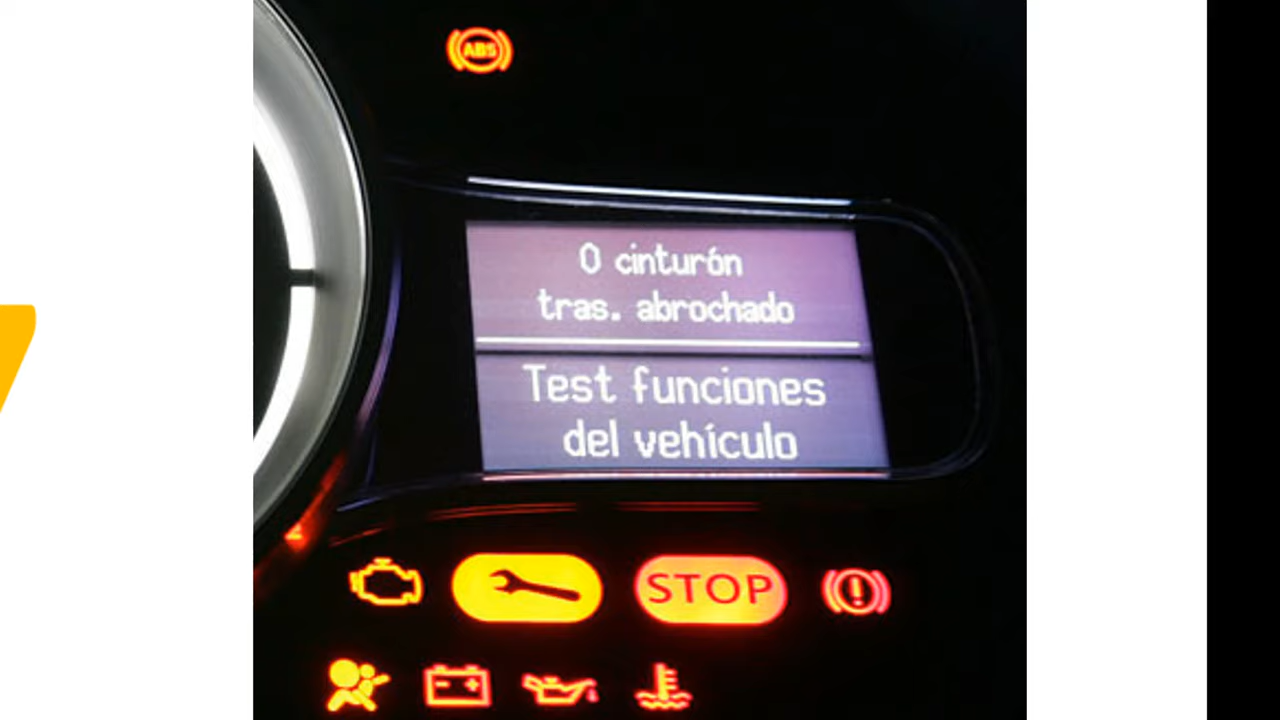 ABS
0 cinturón
tras. abrochado
Test funciones
del vehículo
STOP